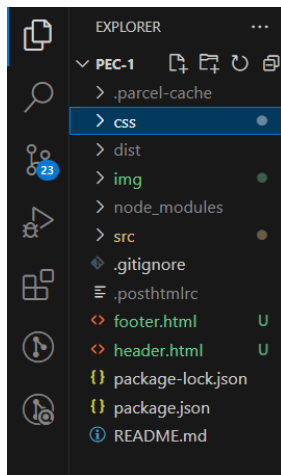 EXPLORER
PEC-1
.parcel-cache
css
dist
img
node_modules
src
.gitignore
.posthtmlrc
footer.html U
header.html U
{} package-lock.json
{} package.json
README.md
23